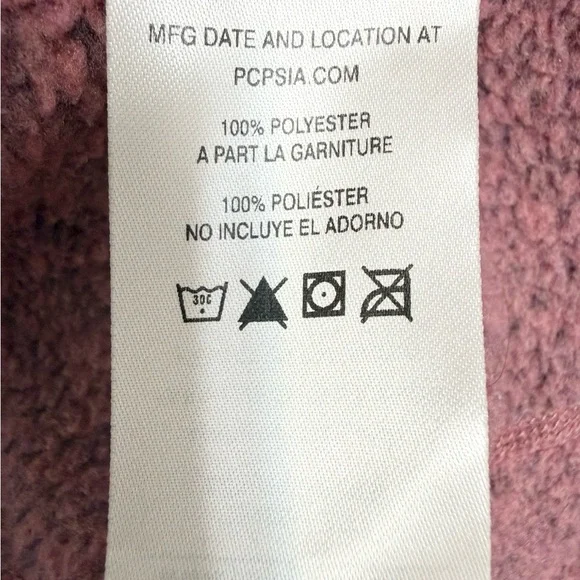 MFG DATE AND LOCATION AT
PCPSIA.COM
100% POLYESTER
A PART LA GARNITURE
100% POLIÉSTER
NO INCLUYE EL ADORNO
30C